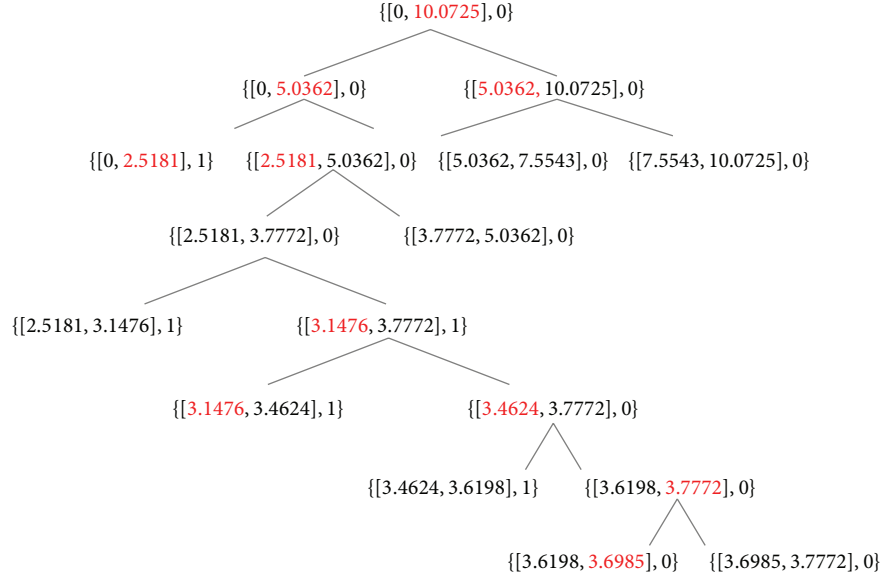 {[0, 10.0725], 0}
{[0, 5.0362], 0} {[5.0362, 10.0725], 0}
{[0, 2.5181], 1} {[2.5181, 5.0362], 0} {[5.0362, 7.5543], 0} {[7.5543, 10.0725], 0}
{[2.5181, 3.7772], 0} {[3.7772, 5.0362], 0}
{[2.5181, 3.1476], 1} {[3.1476, 3.7772], 1}
{[3.1476, 3.4624], 1} {[3.4624, 3.7772], 0}
{[3.4624, 3.6198], 1} {[3.6198, 3.7772], 0}
{[3.6198, 3.6985], 0} {[3.6985, 3.7772], 0}